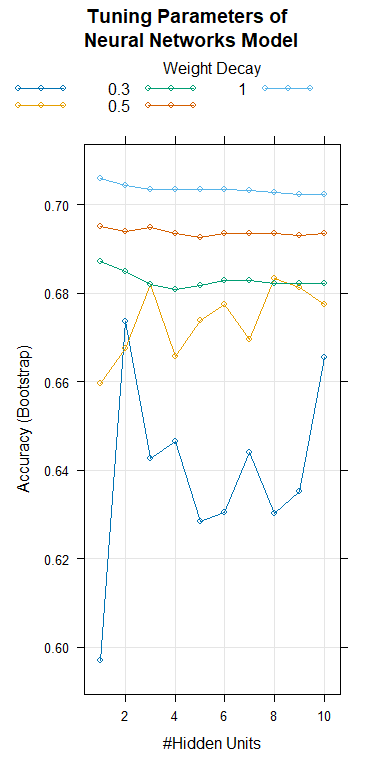 Tuning Parameters of
Neural Networks Model
Weight Decay
0.3 1
0.5
0.70
0.68
0.66
0.64
0.62
0.60
Accuracy (Bootstrap)
2 4 6 8 10
#Hidden Units